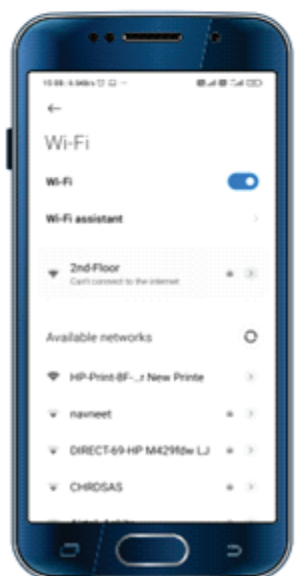 Wi-Fi
Wi-Fi
Wi-Fi assistant
2nd-Floor
Can't connect to the internet
Available networks
HP-Print-8F-...r New Printe
navneet
DIRECT-69-HP M429fdw LJ
CHRDSAS